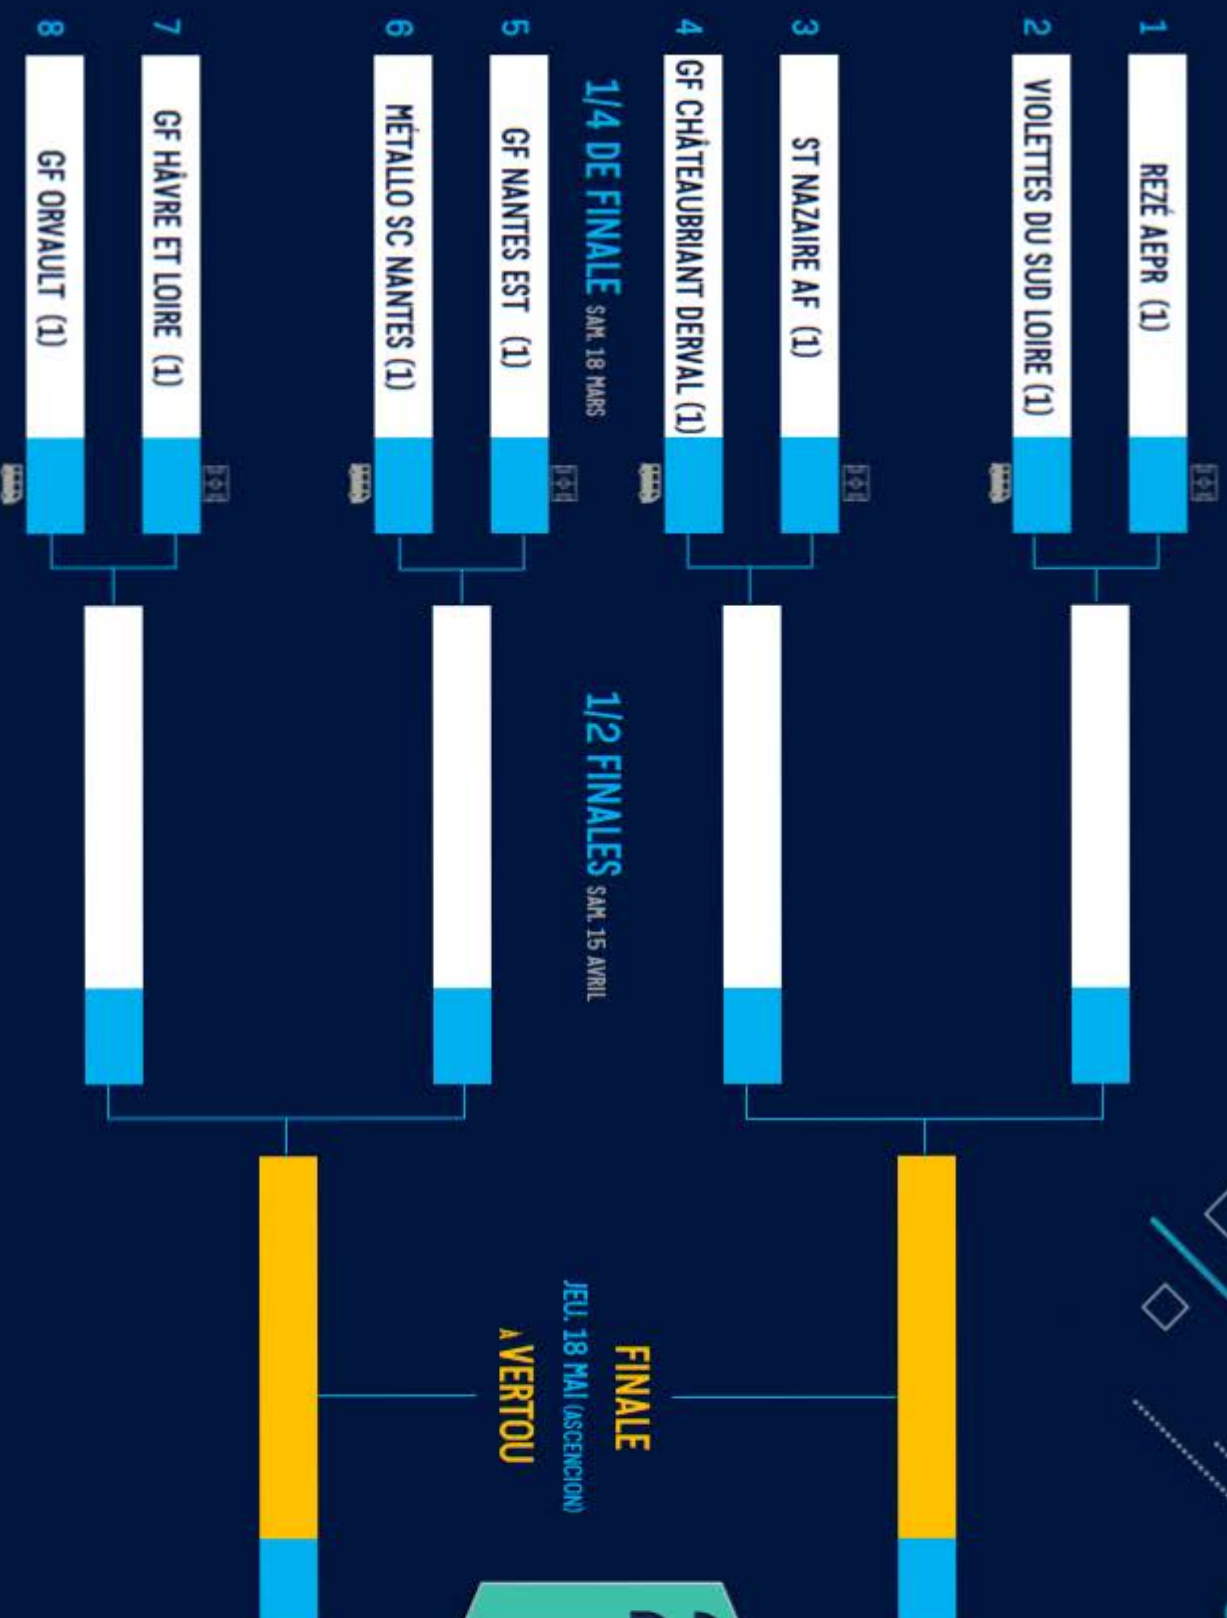 1
REZÉ AEPR (1)
2
VIOLETTES DU SUD LOIRE (1)
3
ST NAZAIRE AF (1)
4
GF CHÂTEAUBRIANT DERVAL (1)
1/4 DE FINALE SAM. 18 MARS
5
GF NANTES EST (1)
6
MÉTALLO SC NANTES (1)
7
GF HÂVRE ET LOIRE (1)
8
GF ORVAULT (1)
1/2 FINALES SAM. 15 AVRIL
FINALE
JEU. 18 MAI (ASCENCION)
À VERTOU